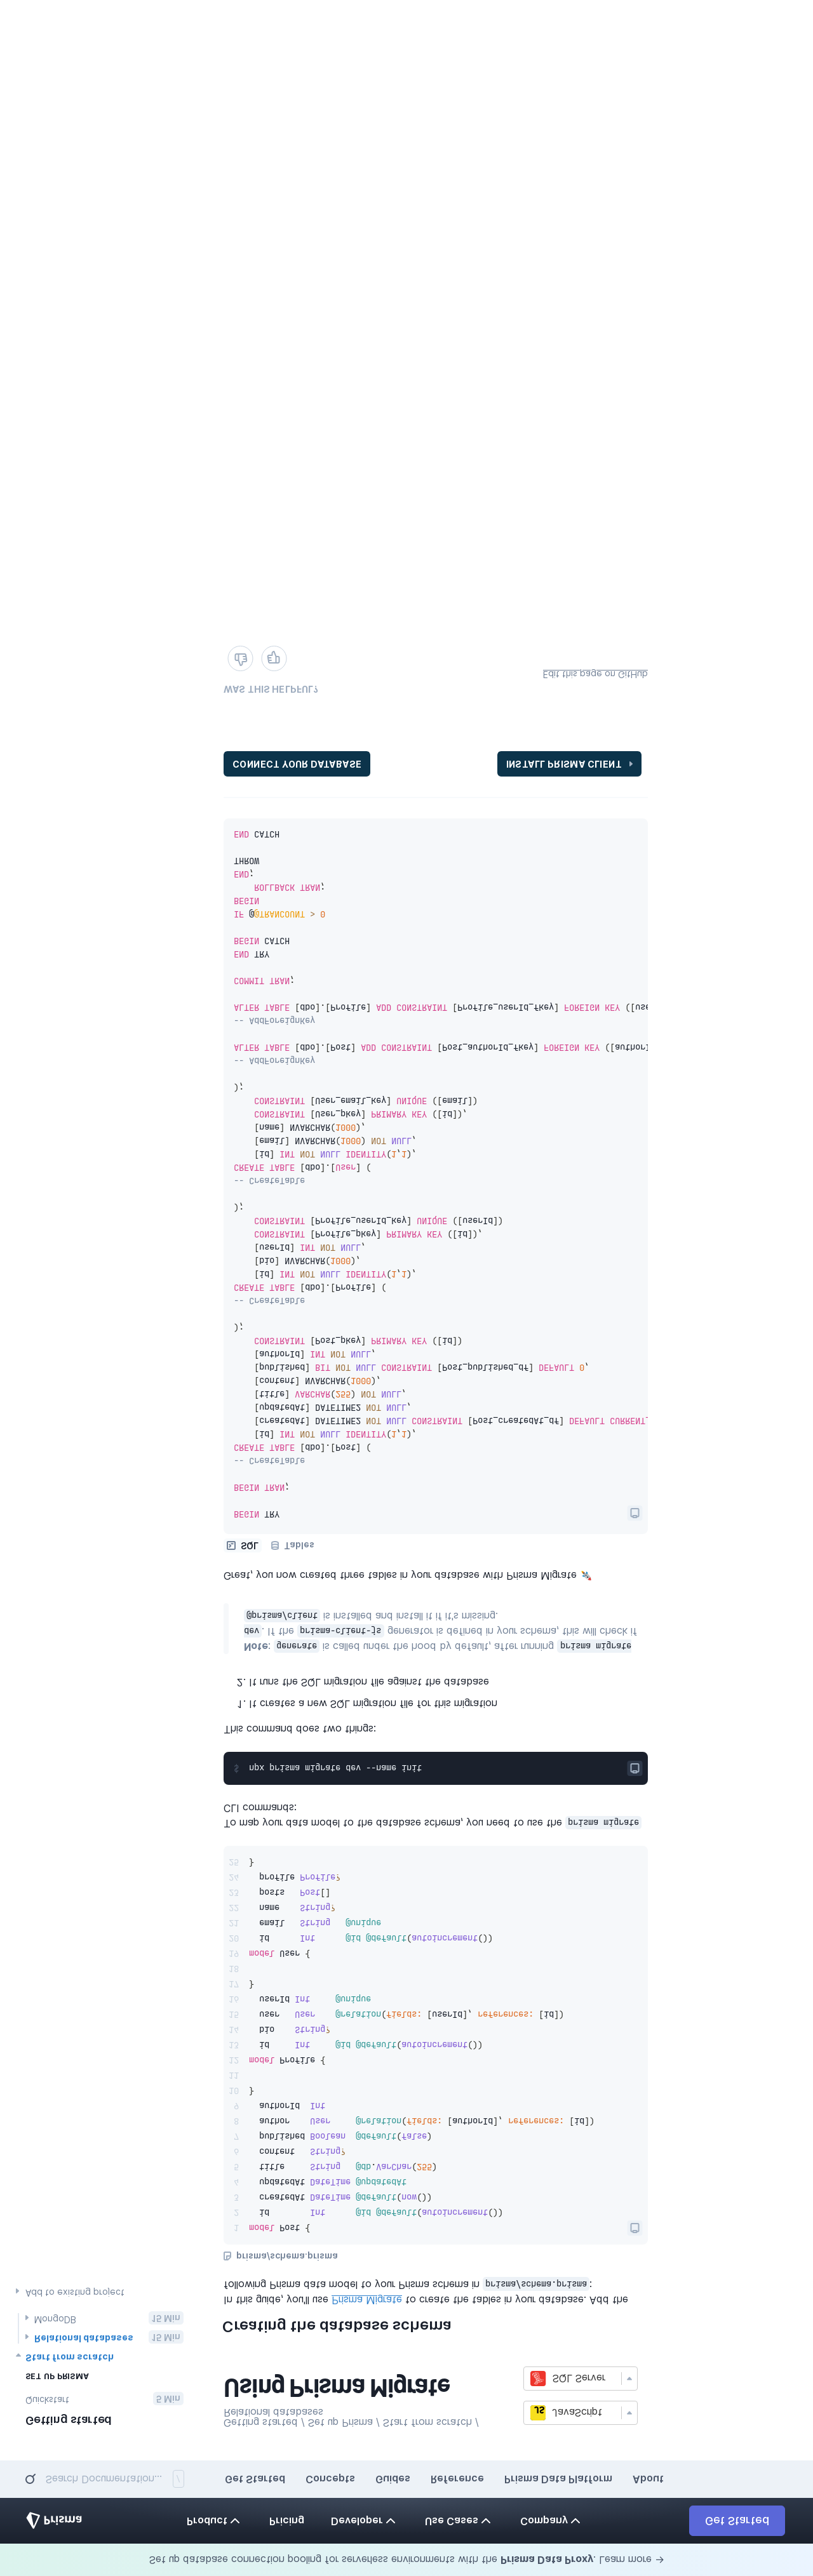 Set up database connection pooling for serverless environments with the Prisma Data Proxy. Learn more →
Prisma
Product
Pricing
Developer
Use Cases
Company
Get Started
Search Documentation...
/
Get Started
Concepts
Guides
Reference
Prisma Data Platform
About
Getting started
Quickstart
5 Min
SET UP PRISMA
Start from scratch
Relational databases
15 Min
MongoDB
15 Min
Add to existing project
Getting started / Set up Prisma / Start from scratch /
Relational databases
Using Prisma Migrate
JavaScript
SQL Server
Creating the database schema
In this guide, you'll use Prisma Migrate to create the tables in your database. Add the
following Prisma data model to your Prisma schema in prisma/schema.prisma:
prisma/schema.prisma
1 model Post {
2   id        Int      @id @default(autoincrement())
3   createdAt DateTime @default(now())
4   updatedAt DateTime @updatedAt
5   title     String   @db.VarChar(255)
6   content   String?
7   published Boolean  @default(false)
8   author    User     @relation(fields: [authorId], references: [id])
9   authorId  Int
10 }
11
12 model Profile {
13   id     Int     @id @default(autoincrement())
14   bio    String?
15   user   User    @relation(fields: [userId], references: [id])
16   userId Int     @unique
17 }
18
19 model User {
20   id      Int      @id @default(autoincrement())
21   email   String   @unique
22   name    String?
23   posts   Post[]
24   profile Profile?
25 }
To map your data model to the database schema, you need to use the prisma migrate
CLI commands:
$ npx prisma migrate dev --name init
This command does two things:
1. It creates a new SQL migration file for this migration
2. It runs the SQL migration file against the database
Note: generate is called under the hood by default, after running prisma migrate
dev. If the prisma-client-js generator is defined in your schema, this will check if
@prisma/client is installed and install it if it's missing.
Great, you now created three tables in your database with Prisma Migrate 🚀
SQL
Tables
BEGIN TRY
BEGIN TRAN;
-- CreateTable
CREATE TABLE [dbo].[Post] (
    [id] INT NOT NULL IDENTITY(1,1),
    [createdAt] DATETIME2 NOT NULL CONSTRAINT [Post_createdAt_df] DEFAULT CURRENT_
    [updatedAt] DATETIME2 NOT NULL,
    [title] VARCHAR(255) NOT NULL,
    [content] NVARCHAR(1000),
    [published] BIT NOT NULL CONSTRAINT [Post_published_df] DEFAULT 0,
    [authorId] INT NOT NULL,
    CONSTRAINT [Post_pkey] PRIMARY KEY ([id])
);
-- CreateTable
CREATE TABLE [dbo].[Profile] (
    [id] INT NOT NULL IDENTITY(1,1),
    [bio] NVARCHAR(1000),
    [userId] INT NOT NULL,
    CONSTRAINT [Profile_pkey] PRIMARY KEY ([id]),
    CONSTRAINT [Profile_userId_key] UNIQUE ([userId])
);
-- CreateTable
CREATE TABLE [dbo].[User] (
    [id] INT NOT NULL IDENTITY(1,1),
    [email] NVARCHAR(1000) NOT NULL,
    [name] NVARCHAR(1000),
    CONSTRAINT [User_pkey] PRIMARY KEY ([id]),
    CONSTRAINT [User_email_key] UNIQUE ([email])
);
-- AddForeignKey
ALTER TABLE [dbo].[Post] ADD CONSTRAINT [Post_authorId_fkey] FOREIGN KEY ([authorI
-- AddForeignKey
ALTER TABLE [dbo].[Profile] ADD CONSTRAINT [Profile_userId_fkey] FOREIGN KEY ([use
COMMIT TRAN;
END TRY
BEGIN CATCH
IF @@TRANCOUNT > 0
BEGIN
    ROLLBACK TRAN;
END;
THROW
END CATCH
CONNECT YOUR DATABASE
INSTALL PRISMA CLIENT
WAS THIS HELPFUL?
Edit this page on GitHub